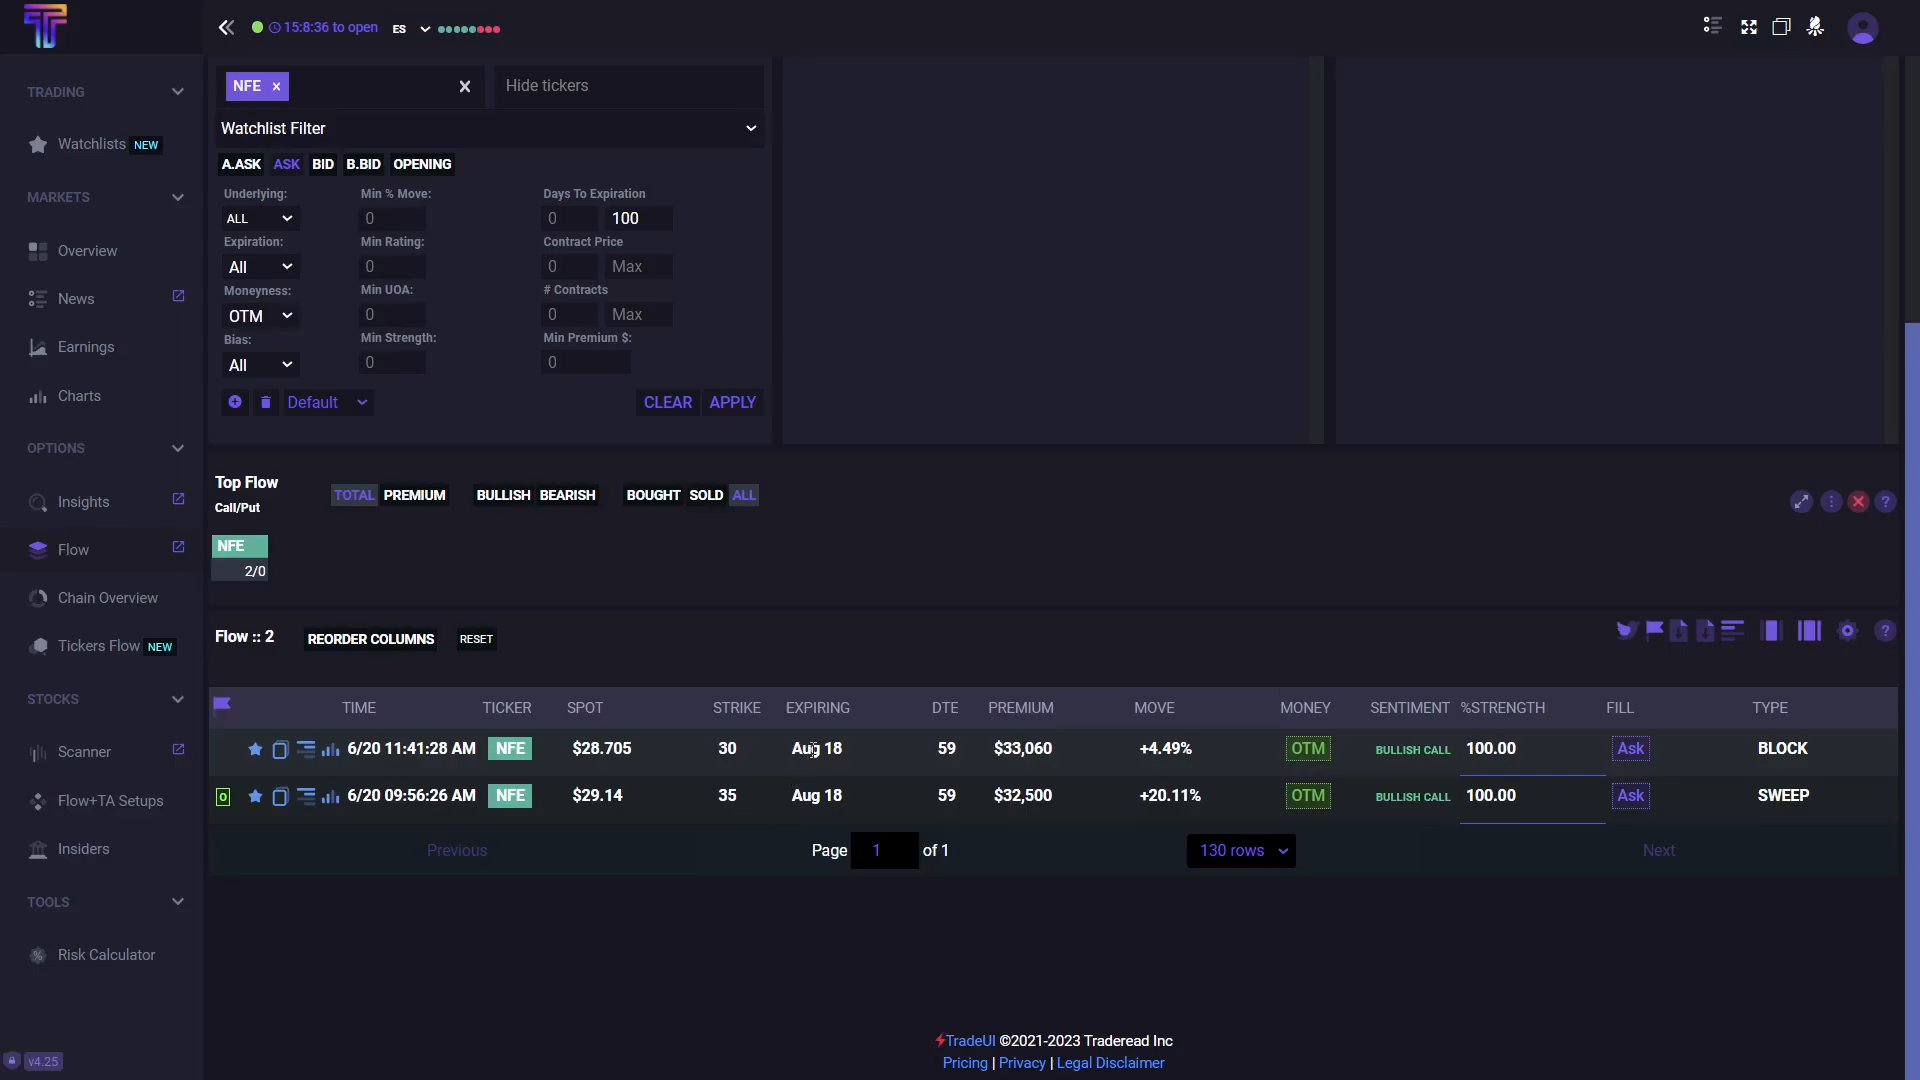 15:8:36 to open ES
TRADING
Watchlists NEW
MARKETS
Overview
News
Earnings
Charts
OPTIONS
Insights
Flow
Chain Overview
Tickers Flow NEW
STOCKS
Scanner
Flow+TA Setups
Insiders
TOOLS
Risk Calculator
v4.25
NFE × × Hide tickers
Watchlist Filter
A.ASK ASK BID B.BID OPENING
Underlying: Min % Move: Days To Expiration
ALL 0 0 100
Expiration: Min Rating: Contract Price
All 0 0 Max
Moneyness: Min UOA: # Contracts
OTM 0 0 Max
Bias: Min Strength: Min Premium $:
All 0 0
Default CLEAR APPLY
Top Flow
Call/Put
TOTAL PREMIUM BULLISH BEARISH BOUGHT SOLD ALL
?
NFE
2/0
Flow :: 2 REORDER COLUMNS RESET
?
TIME TICKER SPOT STRIKE EXPIRING DTE PREMIUM MOVE MONEY SENTIMENT %STRENGTH FILL TYPE
6/20 11:41:28 AM NFE $28.705 30 Aug 18 59 $33,060 +4.49% OTM BULLISH CALL 100.00 Ask BLOCK
O 6/20 09:56:26 AM NFE $29.14 35 Aug 18 59 $32,500 +20.11% OTM BULLISH CALL 100.00 Ask SWEEP
Previous Page 1 of 1 130 rows Next
TradeUI ©2021-2023 Traderead Inc
Pricing | Privacy | Legal Disclaimer